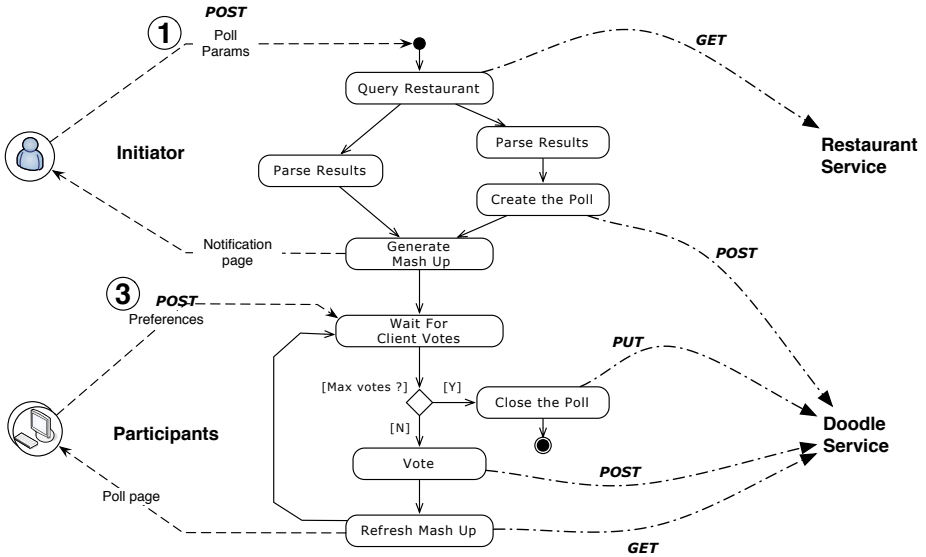 POST
1
Poll
Params
GET
Query Restaurant
Initiator
Parse Results
Parse Results
Restaurant
Service
Create the Poll
Notification
page
Generate
Mash Up
POST
3
POST
Preferences
Wait For
Client Votes
PUT
[Max votes ?]
[Y]
Close the Poll
[N]
Participants
Doodle
Service
Vote
POST
Poll page
Refresh Mash Up
GET